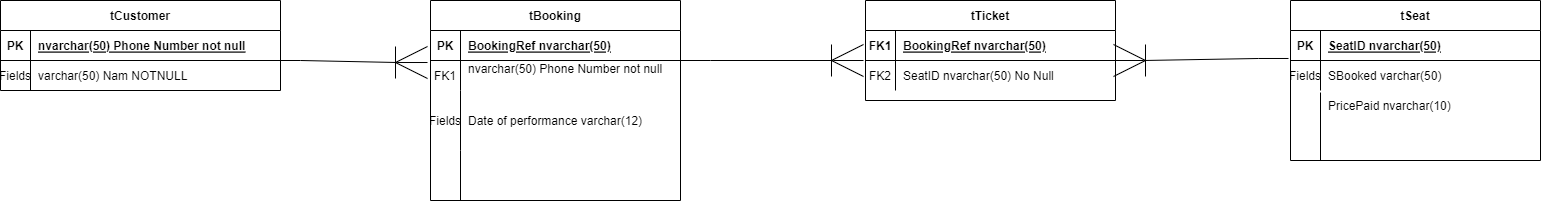 tCustomer
PK nvarchar(50) Phone Number not null
Fields varchar(50) Nam NOTNULL
tBooking
PK BookingRef nvarchar(50)
FK1 nvarchar(50) Phone Number not null
Fields Date of performance varchar(12)
tTicket
FK1 BookingRef nvarchar(50)
FK2 SeatID nvarchar(50) No Null
tSeat
PK SeatID nvarchar(50)
Fields SBooked varchar(50)
PricePaid nvarchar(10)